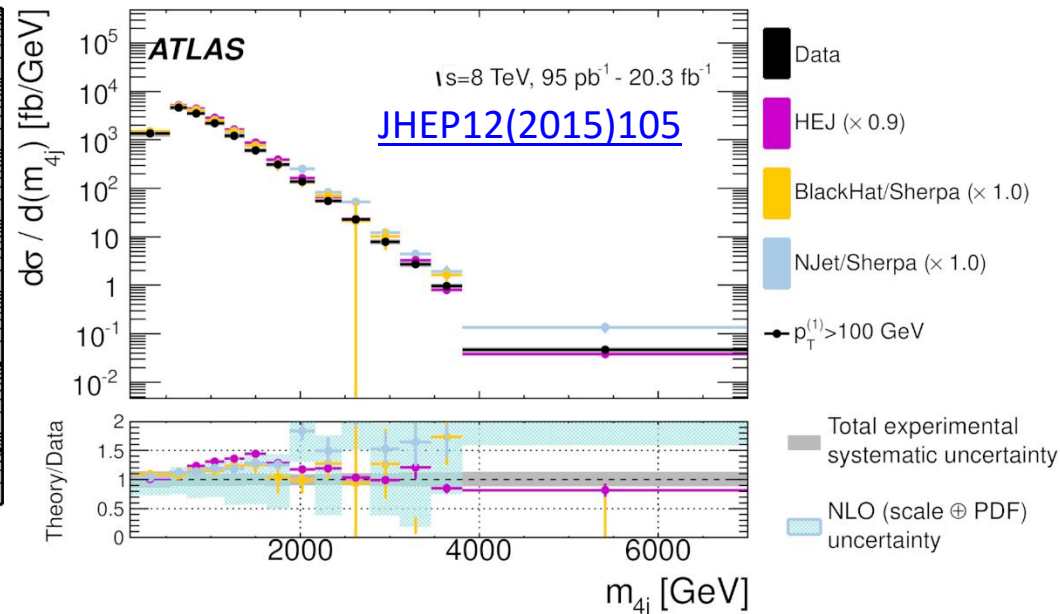 ATLAS
√s=8 TeV, 95 pb⁻¹ - 20.3 fb⁻¹
JHEP12(2015)105
dσ / d(m₄ⱼ) [fb/GeV]
10⁵
10⁴
10³
10²
10
1
10⁻¹
10⁻²
Data
HEJ (× 0.9)
BlackHat/Sherpa (× 1.0)
NJet/Sherpa (× 1.0)
p_T^(1)>100 GeV
Theory/Data
2
1.5
1
0.5
0
2000 4000 6000
m₄ⱼ [GeV]
Total experimental
systematic uncertainty
NLO (scale ⊕ PDF)
uncertainty